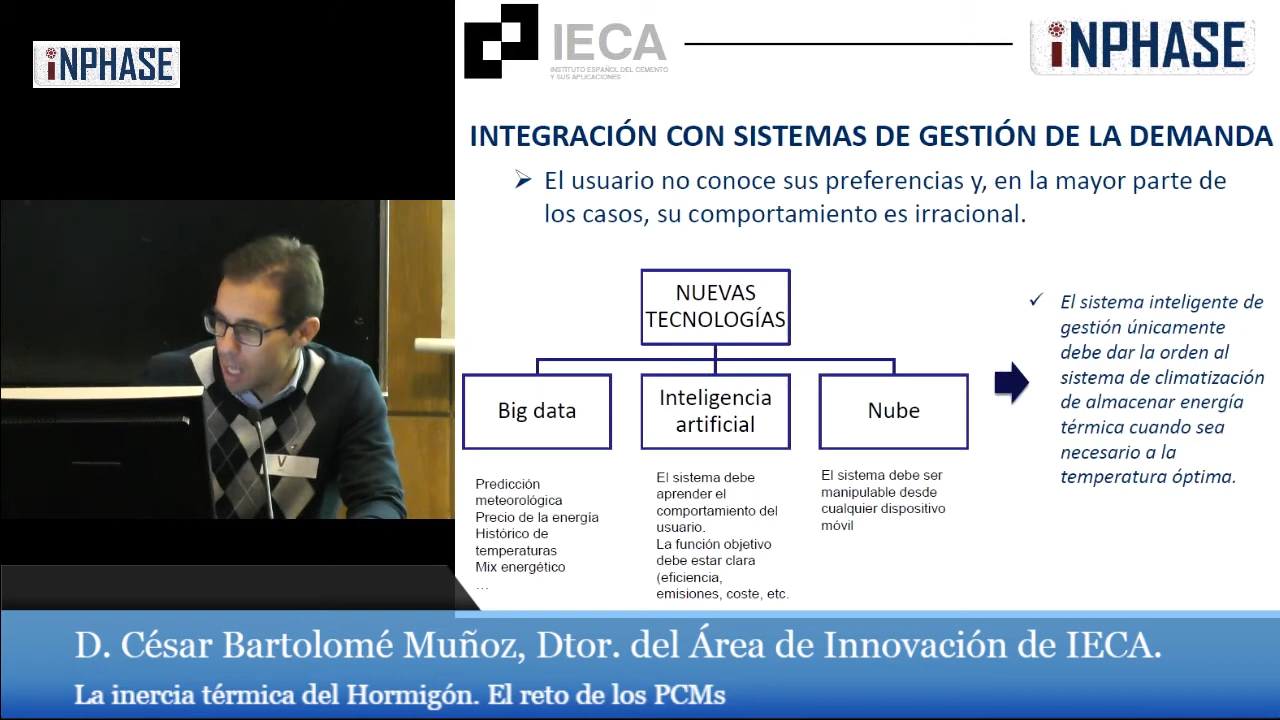 iNPHASE
IECA
INSTITUTO ESPAÑOL DEL CEMENTO
Y SUS APLICACIONES
iNPHASE
INTEGRACIÓN CON SISTEMAS DE GESTIÓN DE LA DEMANDA
El usuario no conoce sus preferencias y, en la mayor parte de
los casos, su comportamiento es irracional.
NUEVAS
TECNOLOGÍAS
Big data
Inteligencia
artificial
Nube
Predicción
meteorológica
Precio de la energía
Histórico de
temperaturas
Mix energético
...
El sistema debe
aprender el
comportamiento del
usuario.
La función objetivo
debe estar clara
(eficiencia,
emisiones, coste, etc.
El sistema debe ser
manipulable desde
cualquier dispositivo
móvil
El sistema inteligente de
gestión únicamente
debe dar la orden al
sistema de climatización
de almacenar energía
térmica cuando sea
necesario a la
temperatura óptima.
V
D. César Bartolomé Muñoz, Dtor. del Área de Innovación de IECA.
La inercia térmica del Hormigón. El reto de los PCMs